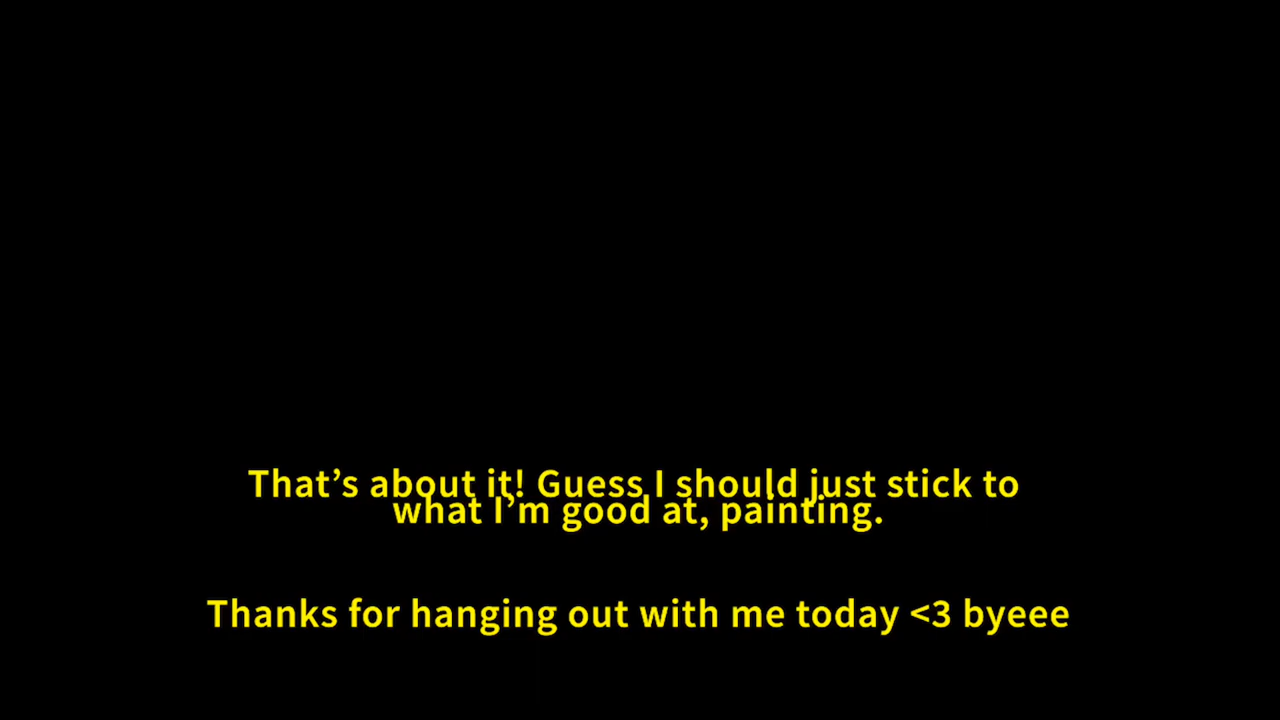 That’s about it! Guess I should just stick to
what I’m good at, painting.
Thanks for hanging out with me today <3 byeee